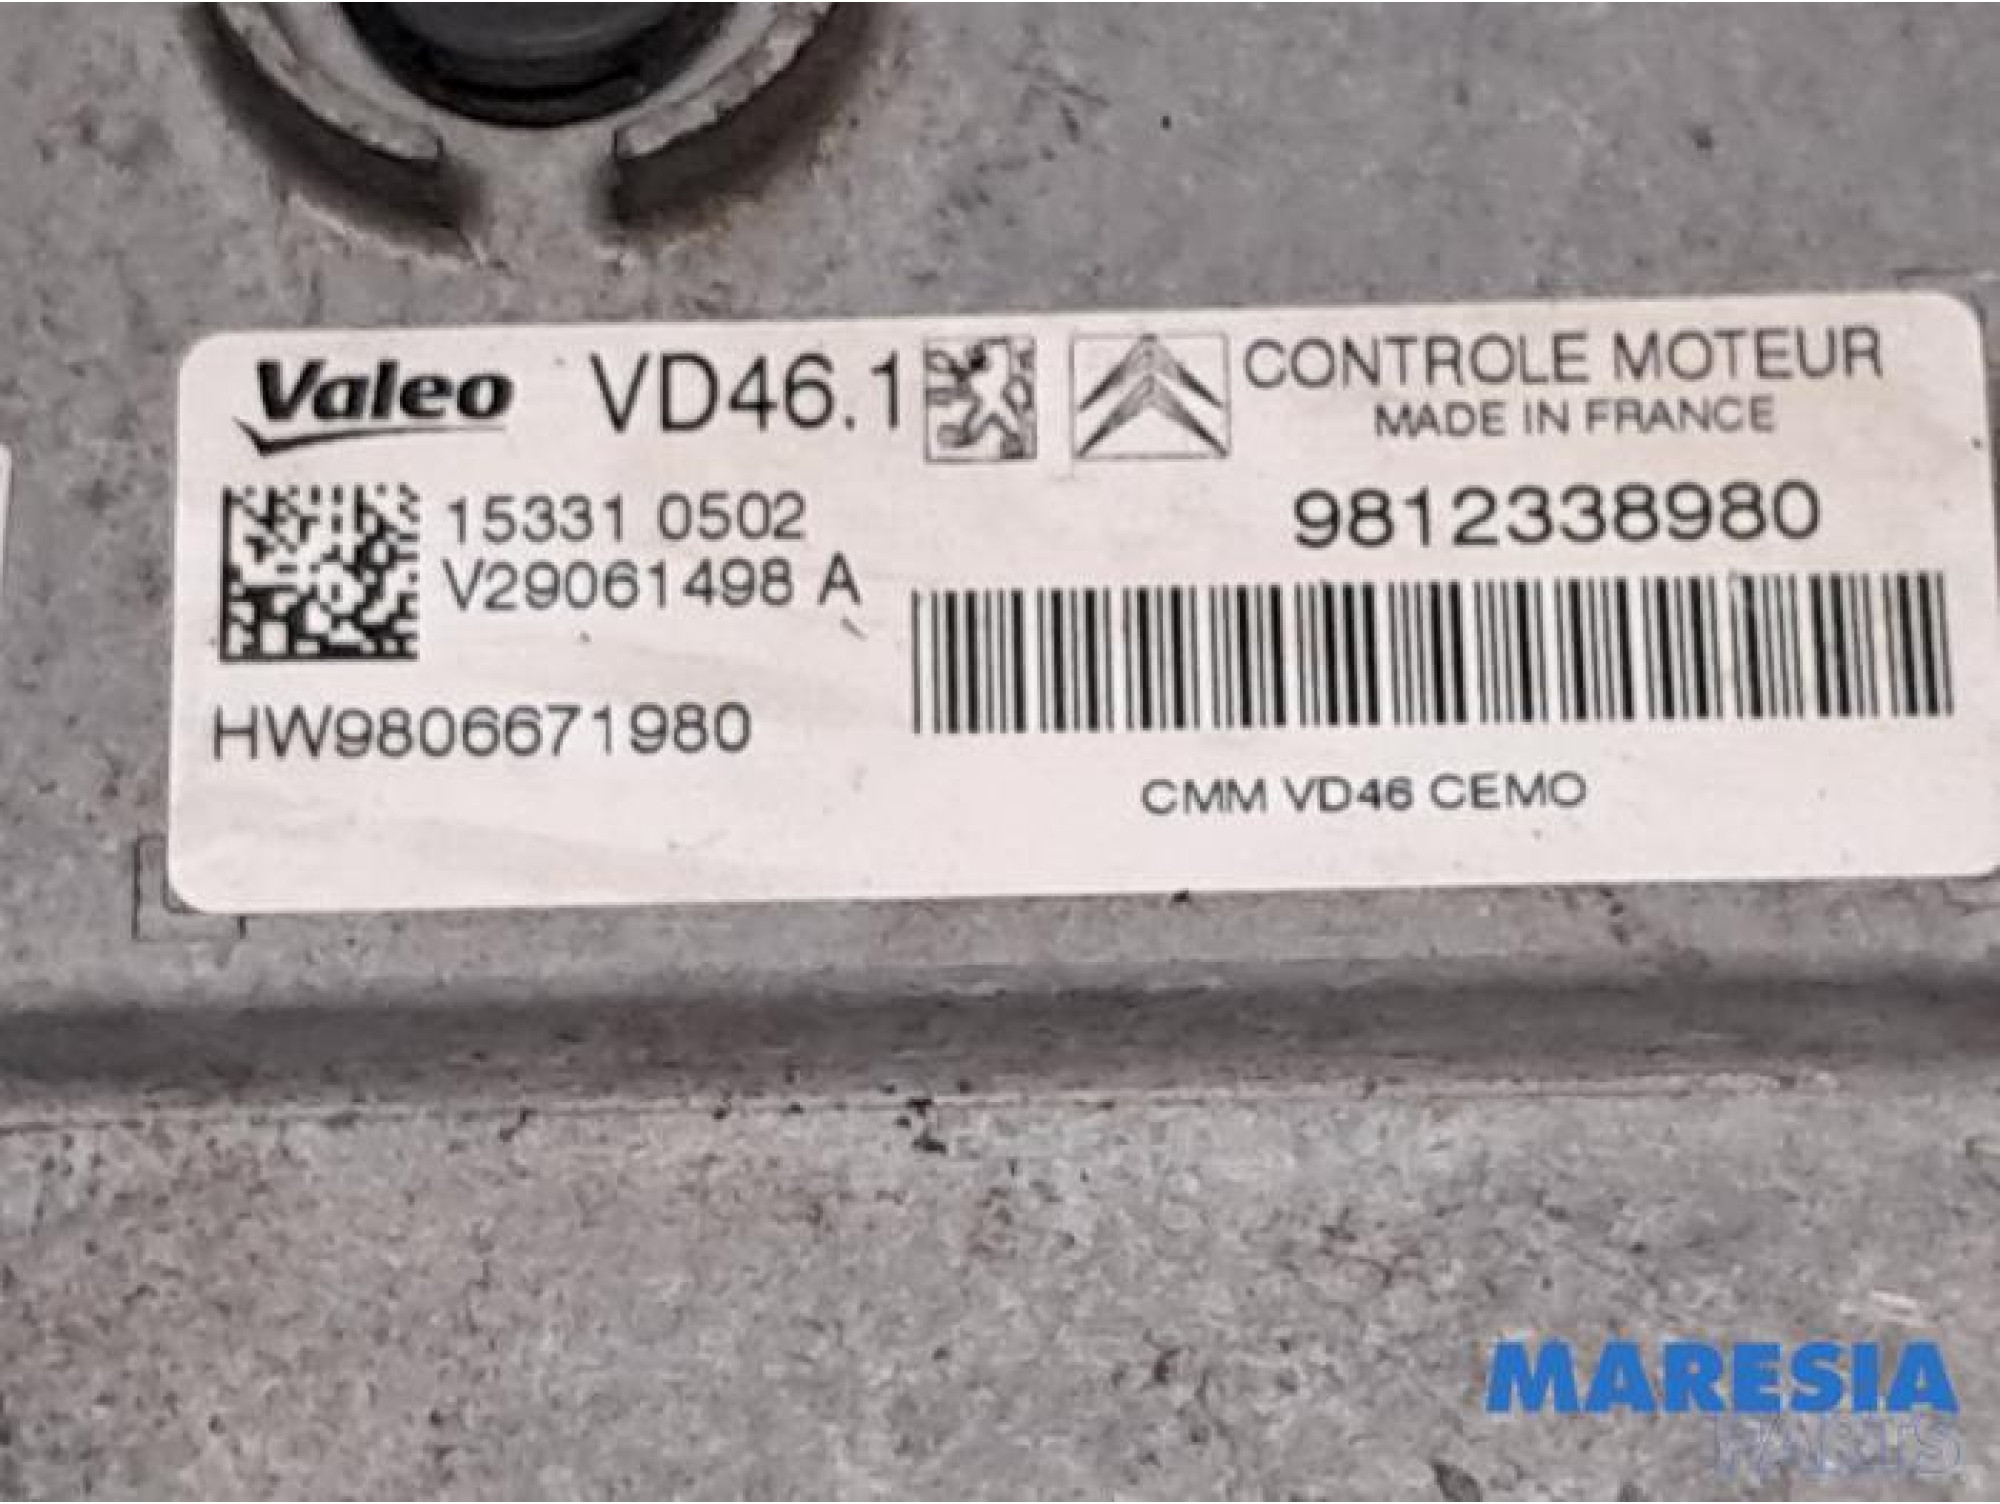 Valeo VD46.1 CONTROLE MOTEUR
MADE IN FRANCE
15331 0502
V29061498 A
9812338980
HW9806671980
CMM VD46 CEMO
MARESIA
PARTS